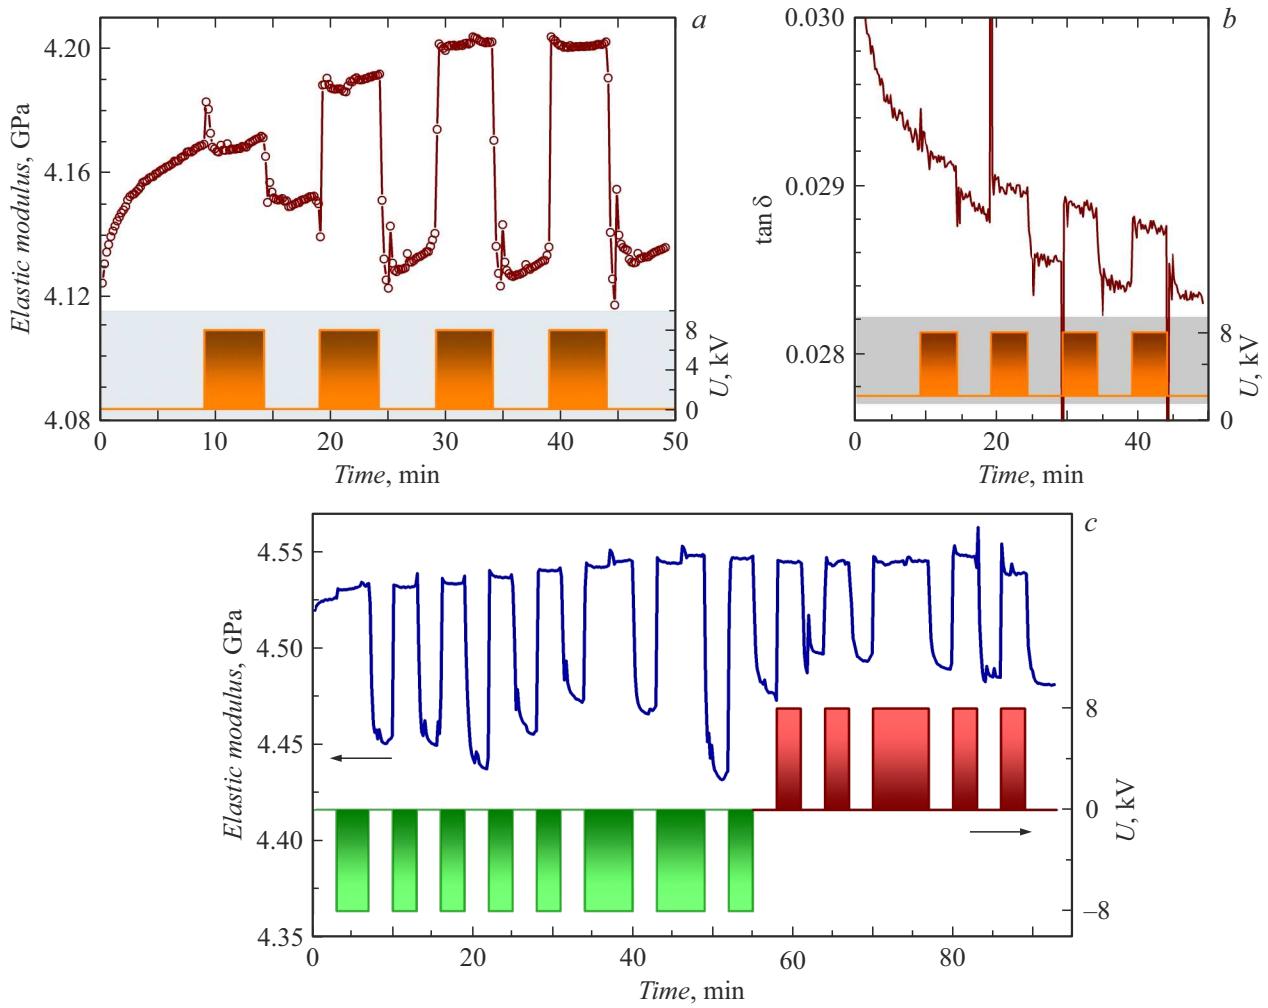 a
4.20
4.16
4.12
4.08
Elastic modulus, GPa
8
4
0
U, kV
0
10
20
30
40
50
Time, min
b
0.030
0.029
0.028
tan δ
8
0
U, kV
0
20
40
Time, min
c
4.55
4.50
4.45
4.40
4.35
Elastic modulus, GPa
8
0
–8
U, kV
0
20
40
60
80
Time, min